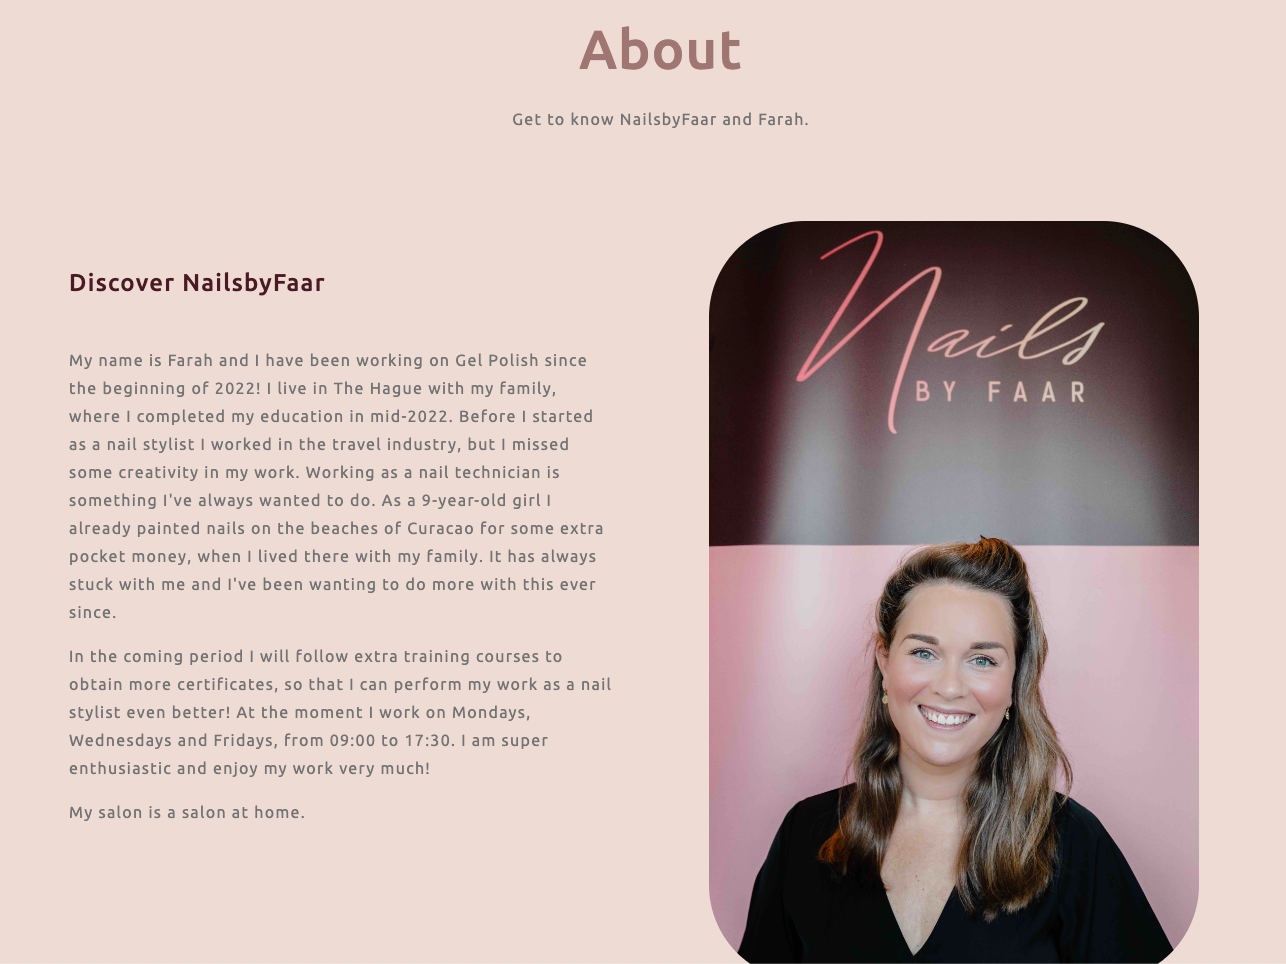 About
Get to know NailsbyFaar and Farah.
Discover NailsbyFaar
My name is Farah and I have been working on Gel Polish since
the beginning of 2022! I live in The Hague with my family,
where I completed my education in mid-2022. Before I started
as a nail stylist I worked in the travel industry, but I missed
some creativity in my work. Working as a nail technician is
something I've always wanted to do. As a 9-year-old girl I
already painted nails on the beaches of Curacao for some extra
pocket money, when I lived there with my family. It has always
stuck with me and I've been wanting to do more with this ever
since.
In the coming period I will follow extra training courses to
obtain more certificates, so that I can perform my work as a nail
stylist even better! At the moment I work on Mondays,
Wednesdays and Fridays, from 09:00 to 17:30. I am super
enthusiastic and enjoy my work very much!
My salon is a salon at home.
Nails
BY FAAR